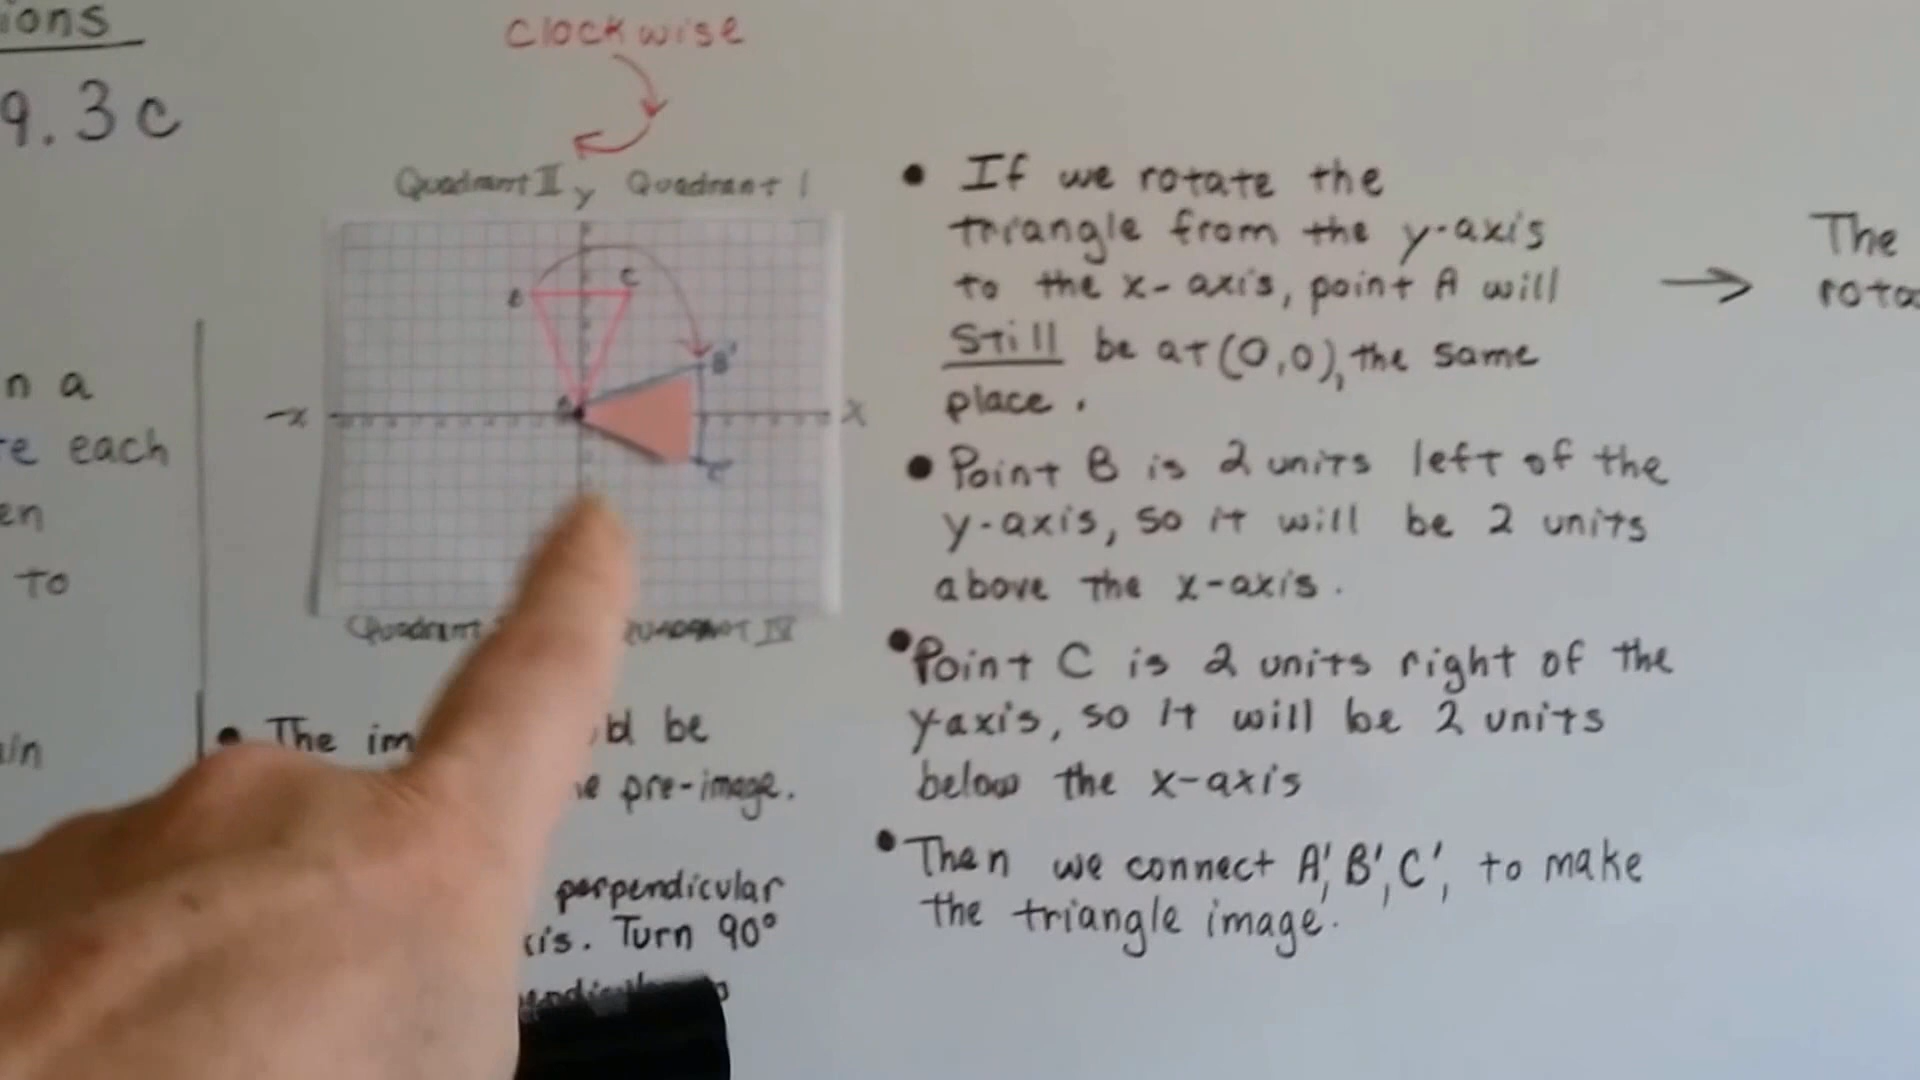 ions
9.3c
n a
re each
en
to
in
Clockwise
Quadrant II y Quadrant I
B C
B'
A
-x x
C'
Quadrant IV
The be
pre-image.
perpendicular
Turn 90°
• If we rotate the
triangle from the y-axis
to the x-axis, point A will
still be at (0,0), the same
place.
• Point B is 2 units left of the
y-axis, so it will be 2 units
above the x-axis.
• Point C is 2 units right of the
y-axis, so it will be 2 units
below the x-axis
• Then we connect A', B', C', to make
the triangle image.
→ The
rota